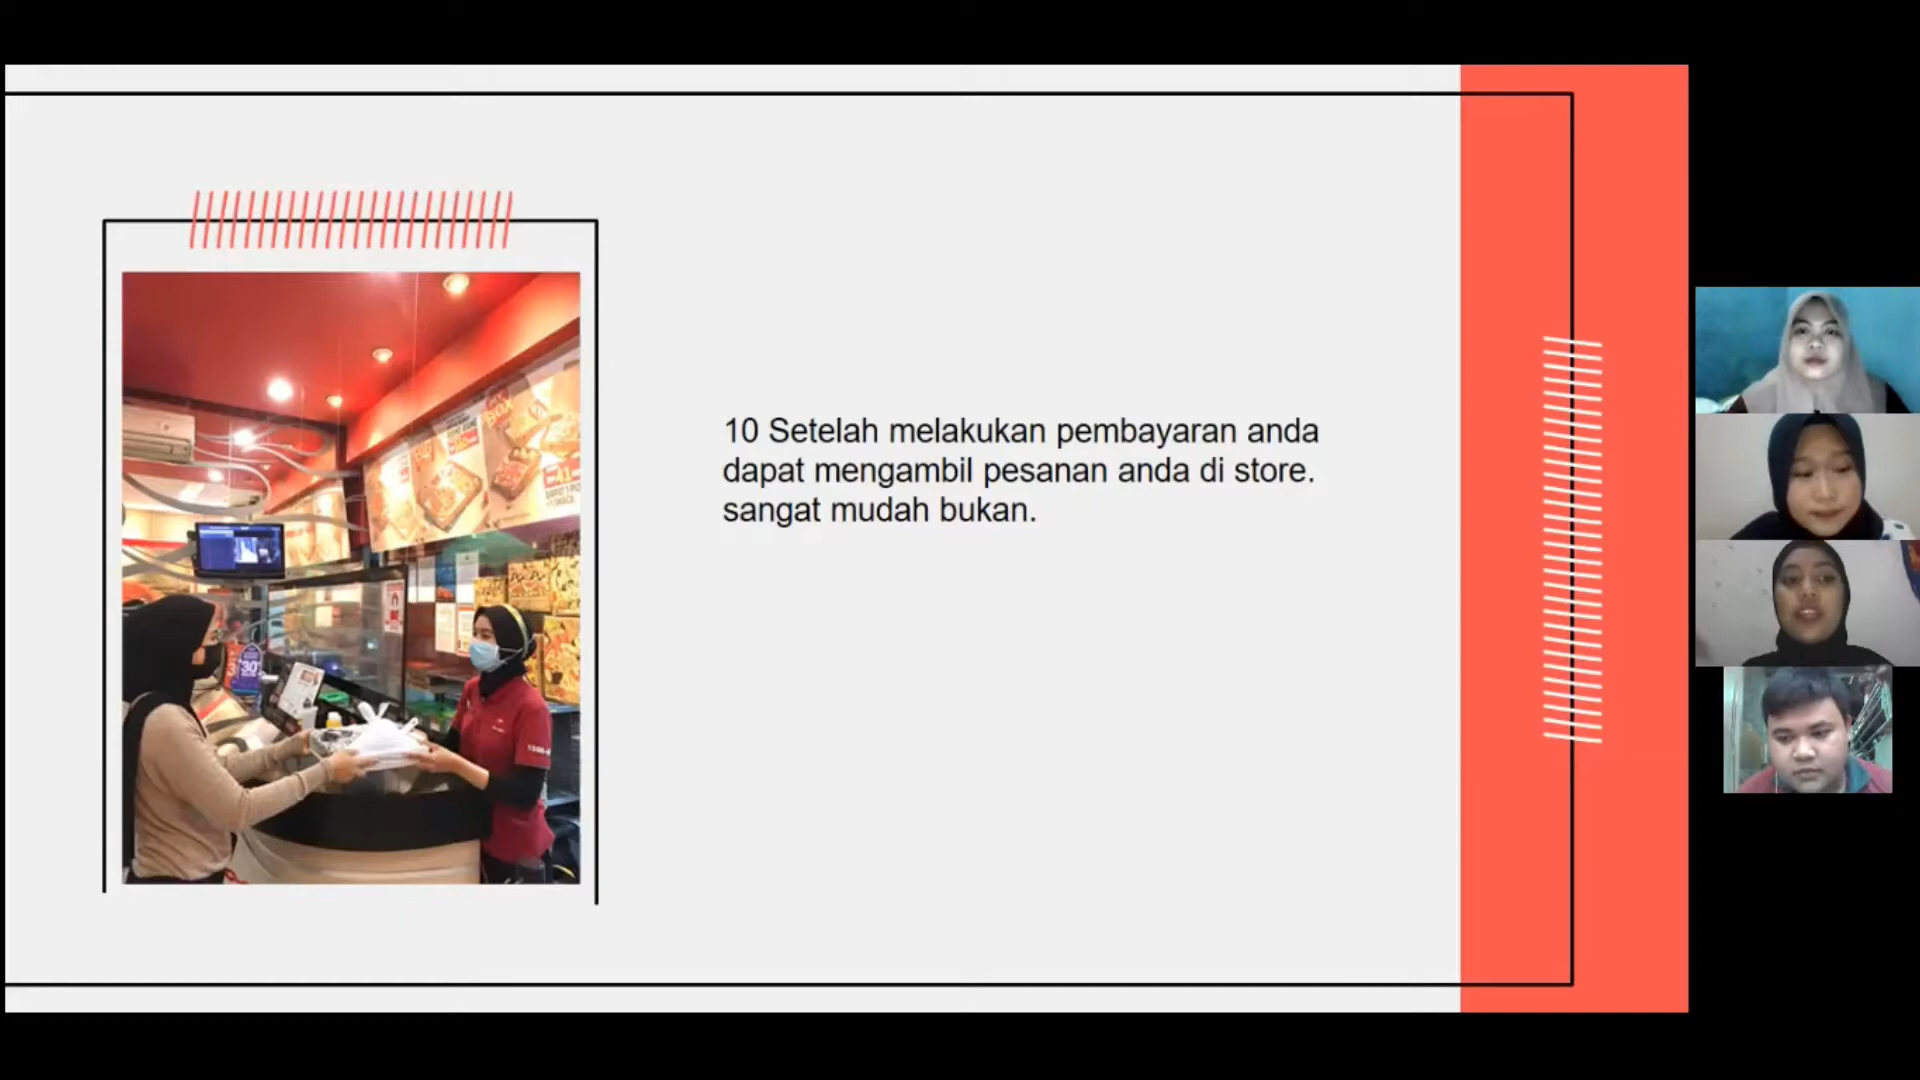 10 Setelah melakukan pembayaran anda
dapat mengambil pesanan anda di store.
sangat mudah bukan.